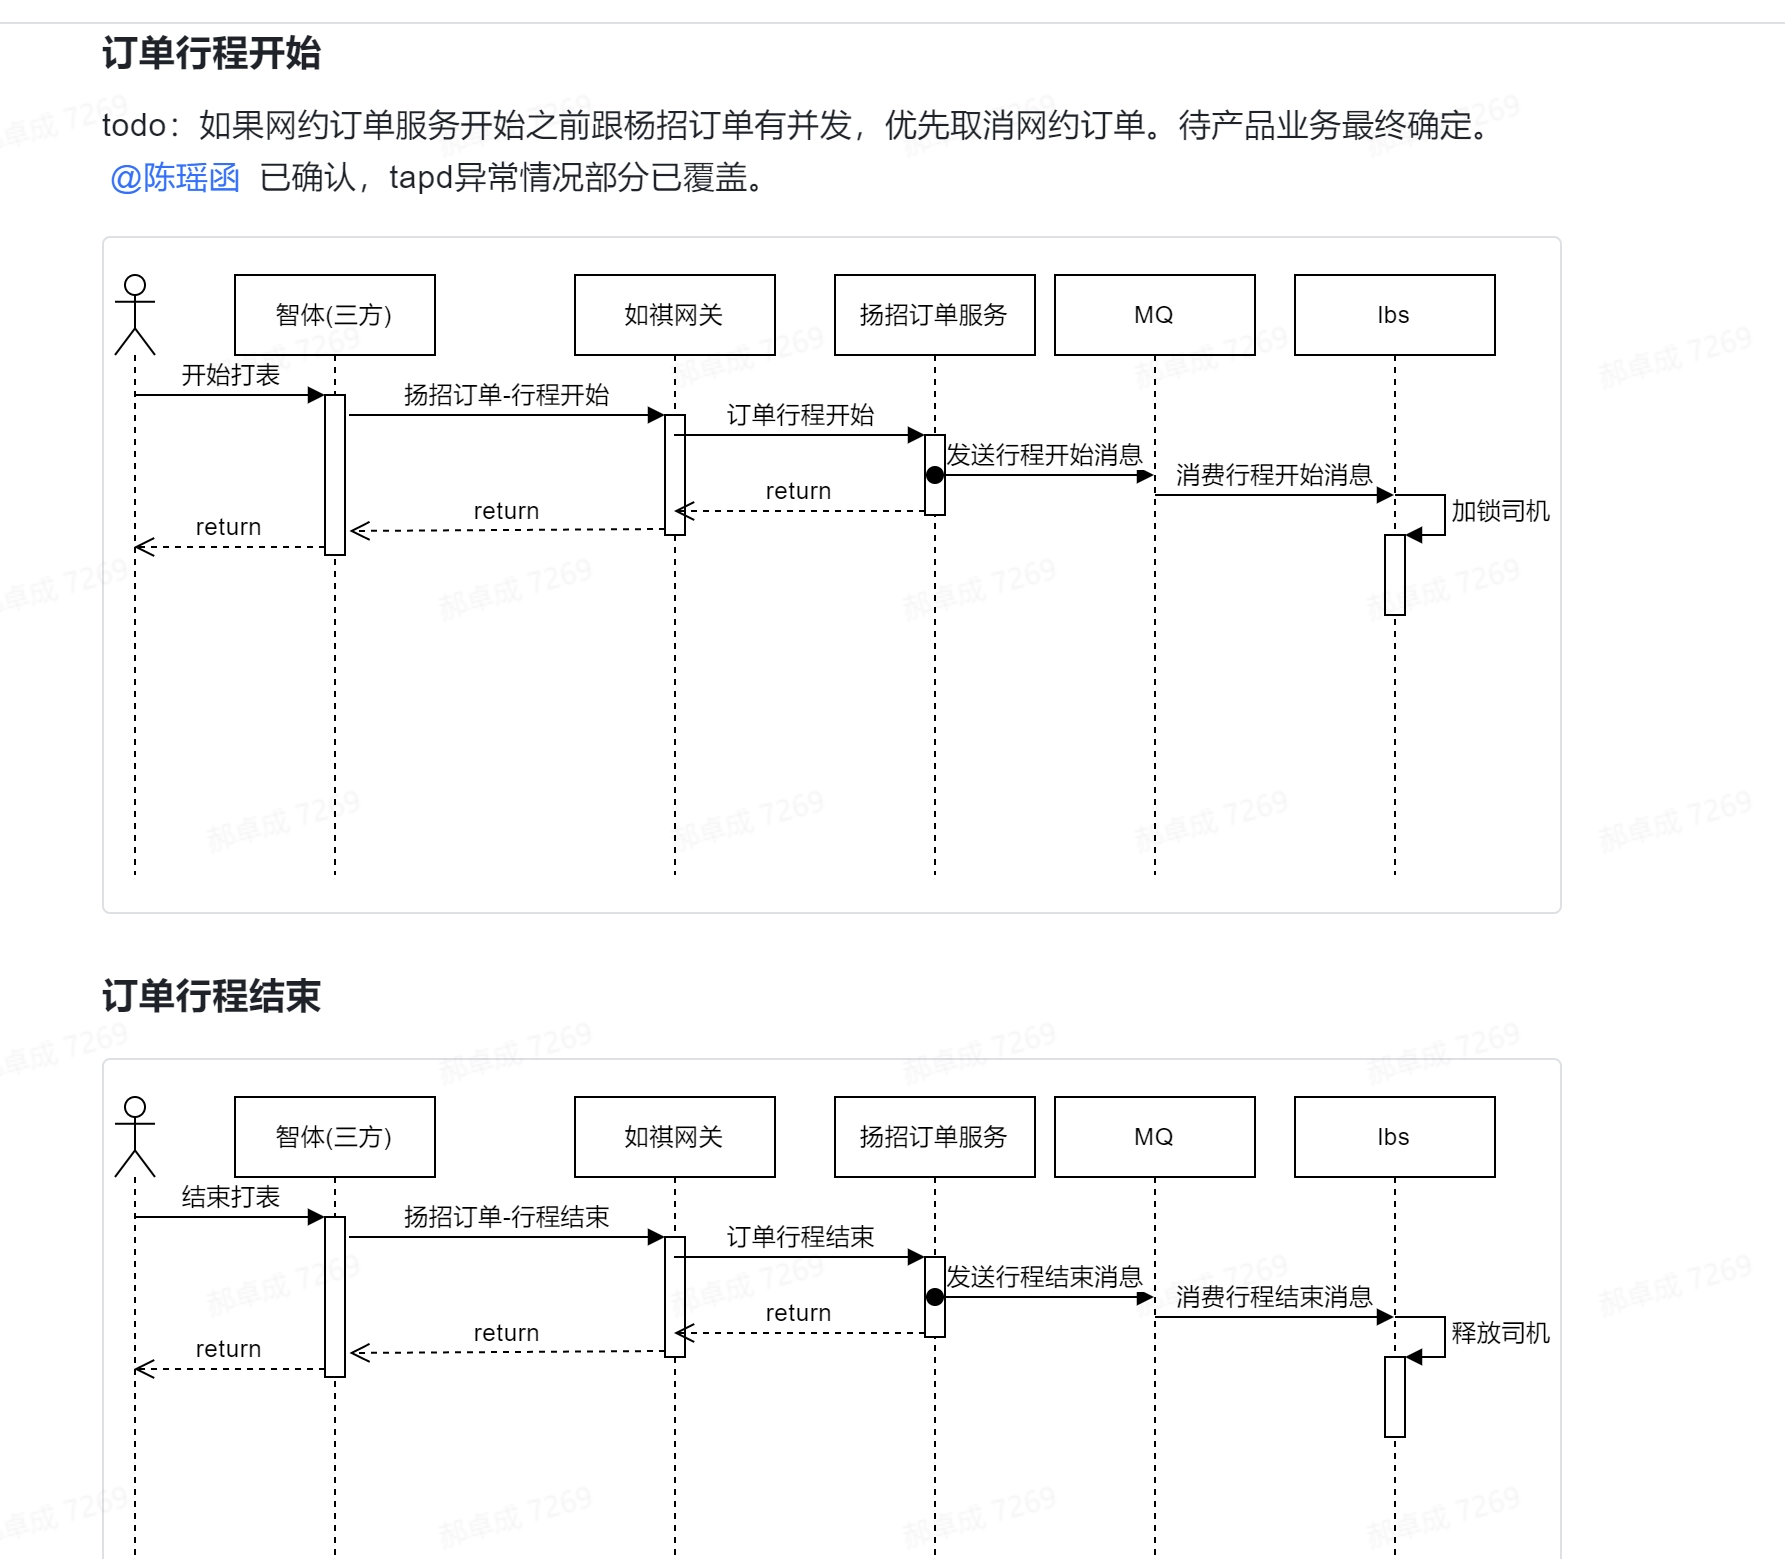 订单行程开始
todo：如果网约订单服务开始之前跟杨招订单有并发，优先取消网约订单。待产品业务最终确定。
@陈瑶函 已确认，tapd异常情况部分已覆盖。
智体(三方)
如祺网关
扬招订单服务
MQ
lbs
开始打表
扬招订单-行程开始
订单行程开始
发送行程开始消息
消费行程开始消息
加锁司机
return
return
return
订单行程结束
智体(三方)
如祺网关
扬招订单服务
MQ
lbs
结束打表
扬招订单-行程结束
订单行程结束
发送行程结束消息
消费行程结束消息
释放司机
return
return
return
郝卓成 7269